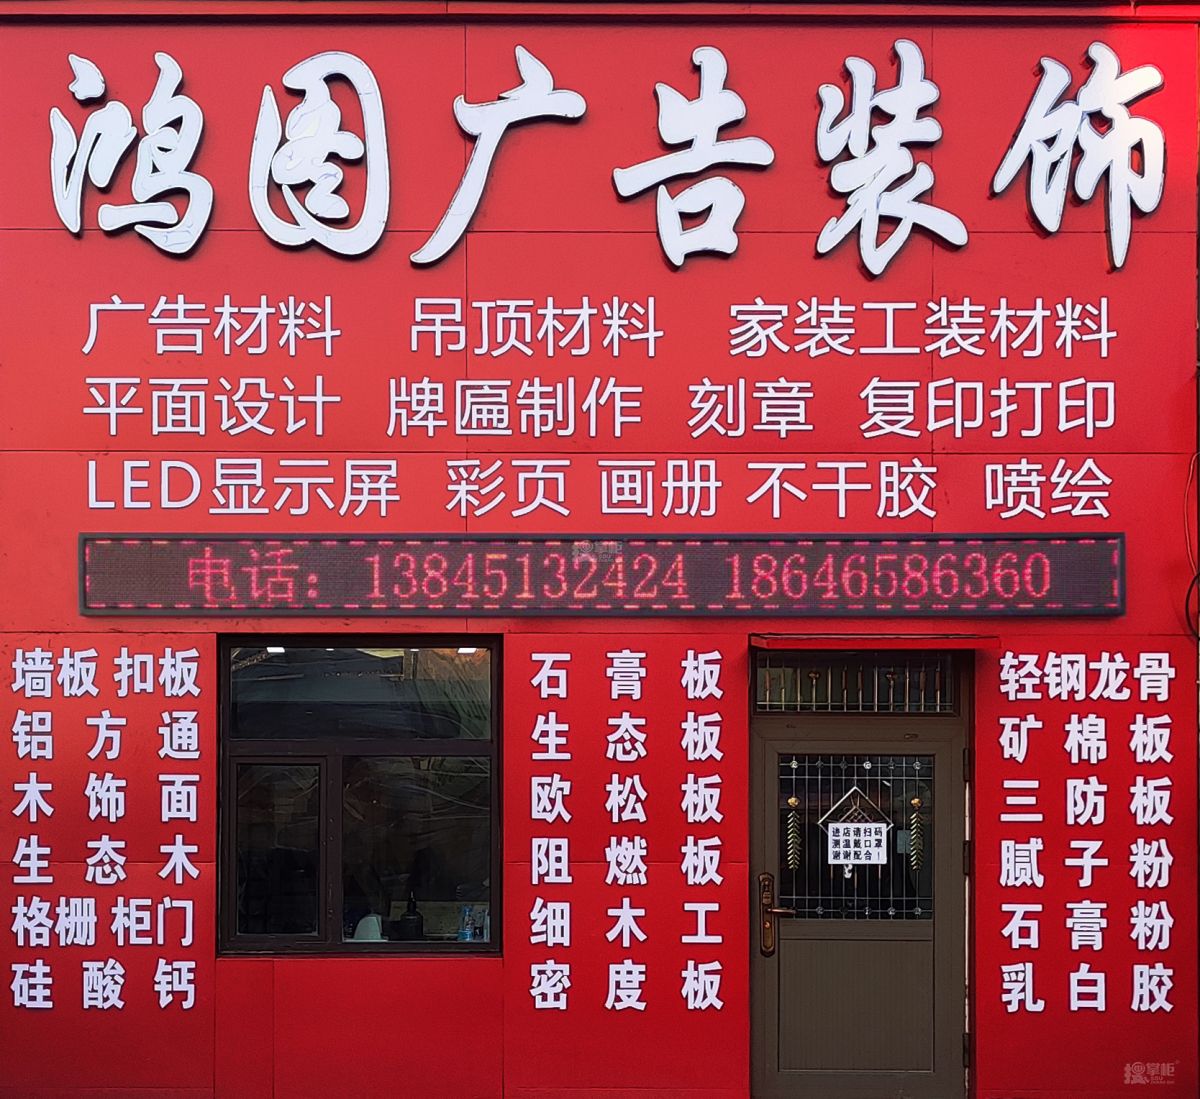 鸿图广告装饰
广告材料 吊顶材料 家装工装材料
平面设计 牌匾制作 刻章 复印打印
LED显示屏 彩页 画册 不干胶 喷绘
电话：13845132424 18646586360
墙板 扣板
铝方通
木饰面
生态木
格栅 柜门
硅酸钙
石膏板
生态板
欧松板
阻燃板
细木工
密度板
进店请扫码
测温戴口罩
谢谢配合！
轻钢龙骨
矿棉板
三防板
腻子粉
石膏粉
乳白胶
搜掌柜